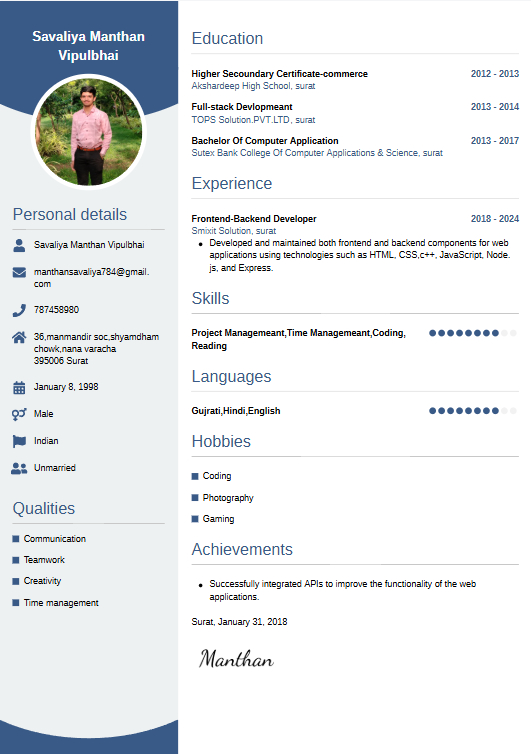 Savaliya Manthan
Vipulbhai
Personal details
Savaliya Manthan Vipulbhai
manthansavaliya784@gmail.
com
787458980
36,manmandir soc,shyamdham
chowk,nana varacha
395006 Surat
January 8, 1998
Male
Indian
Unmarried
Qualities
Communication
Teamwork
Creativity
Time management
Education
Higher Secoundary Certificate-commerce 2012 - 2013
Akshardeep High School, surat
Full-stack Devlopmeant 2013 - 2014
TOPS Solution.PVT.LTD, surat
Bachelor Of Computer Application 2013 - 2017
Sutex Bank College Of Computer Applications & Science, surat
Experience
Frontend-Backend Developer 2018 - 2024
Smixit Solution, surat
Developed and maintained both frontend and backend components for web
applications using technologies such as HTML, CSS,c++, JavaScript, Node.
js, and Express.
Skills
Project Managemeant,Time Managemeant,Coding,
Reading
Languages
Gujrati,Hindi,English
Hobbies
Coding
Photography
Gaming
Achievements
Successfully integrated APIs to improve the functionality of the web
applications.
Surat, January 31, 2018
Manthan